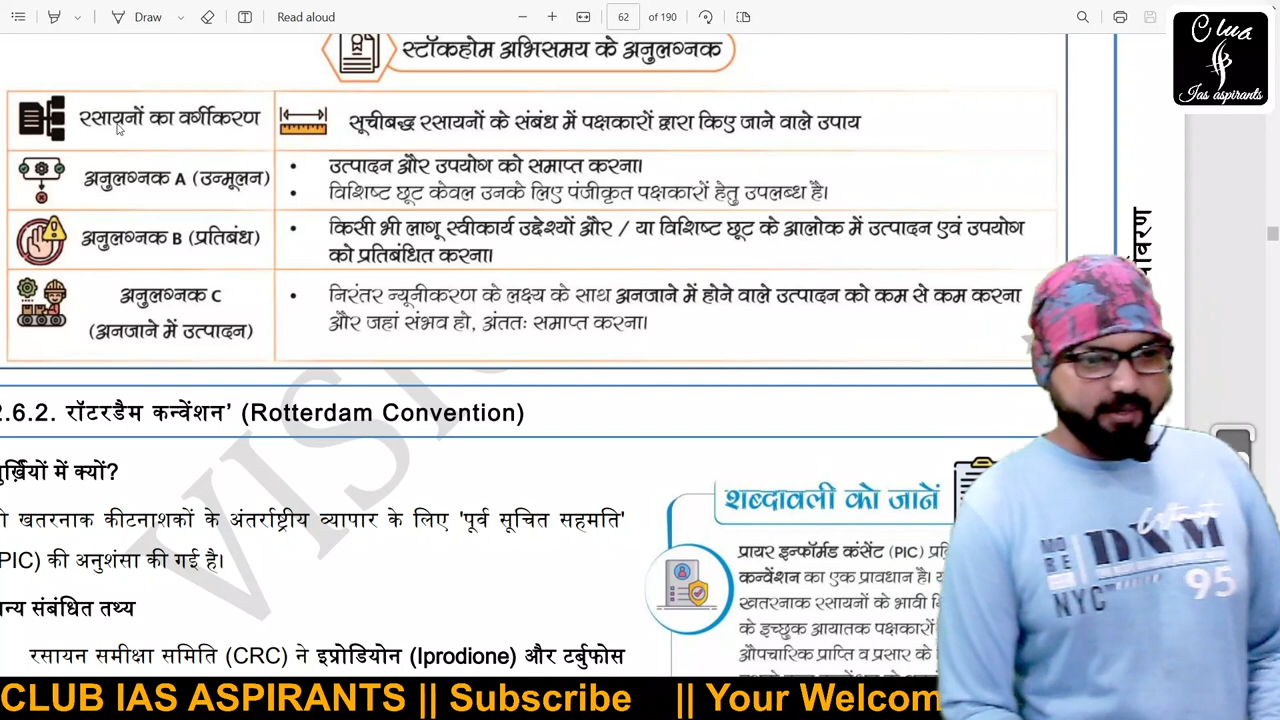 Draw
Read aloud
62
of 190
Clua
Ias aspirants
स्टॉकहोम अभिसमय के अनुलग्नक
रसायनों का वर्गीकरण
सूचीबद्ध रसायनों के संबंध में पक्षकारों द्वारा किए जाने वाले उपाय
अनुलग्नक A (उन्मूलन)
• उत्पादन और उपयोग को समाप्त करना।
• विशिष्ट छूट केवल उनके लिए पंजीकृत पक्षकारों हेतु उपलब्ध है।
अनुलग्नक B (प्रतिबंध)
• किसी भी लागू स्वीकार्य उद्देश्यों और / या विशिष्ट छूट के आलोक में उत्पादन एवं उपयोग
को प्रतिबंधित करना।
अनुलग्नक C
(अनजाने में उत्पादन)
• निरंतर न्यूनीकरण के लक्ष्य के साथ अनजाने में होने वाले उत्पादन को कम से कम करना
और जहां संभव हो, अंततः समाप्त करना।
2.6.2. रॉटरडैम कन्वेंशन’ (Rotterdam Convention)
में क्यों?
खतरनाक कीटनाशकों के अंतर्राष्ट्रीय व्यापार के लिए 'पूर्व सूचित सहमति'
PIC) की अनुशंसा की गई है।
संबंधित तथ्य
रसायन समीक्षा समिति (CRC) ने इप्रोडियोन (Iprodione) और टर्बुफोस
शब्दावली को जानें
प्रायर इन्फॉर्मड कंसेंट (PIC)
कन्वेंशन का एक प्रावधान है।
खतरनाक रसायनों के भावी
के इच्छुक आयातक पक्षकारों
औपचारिक प्राप्ति व प्रसार के
VISI
MO
RE
DNM
NYC
95
CLUB IAS ASPIRANTS || Subscribe || Your Welcom